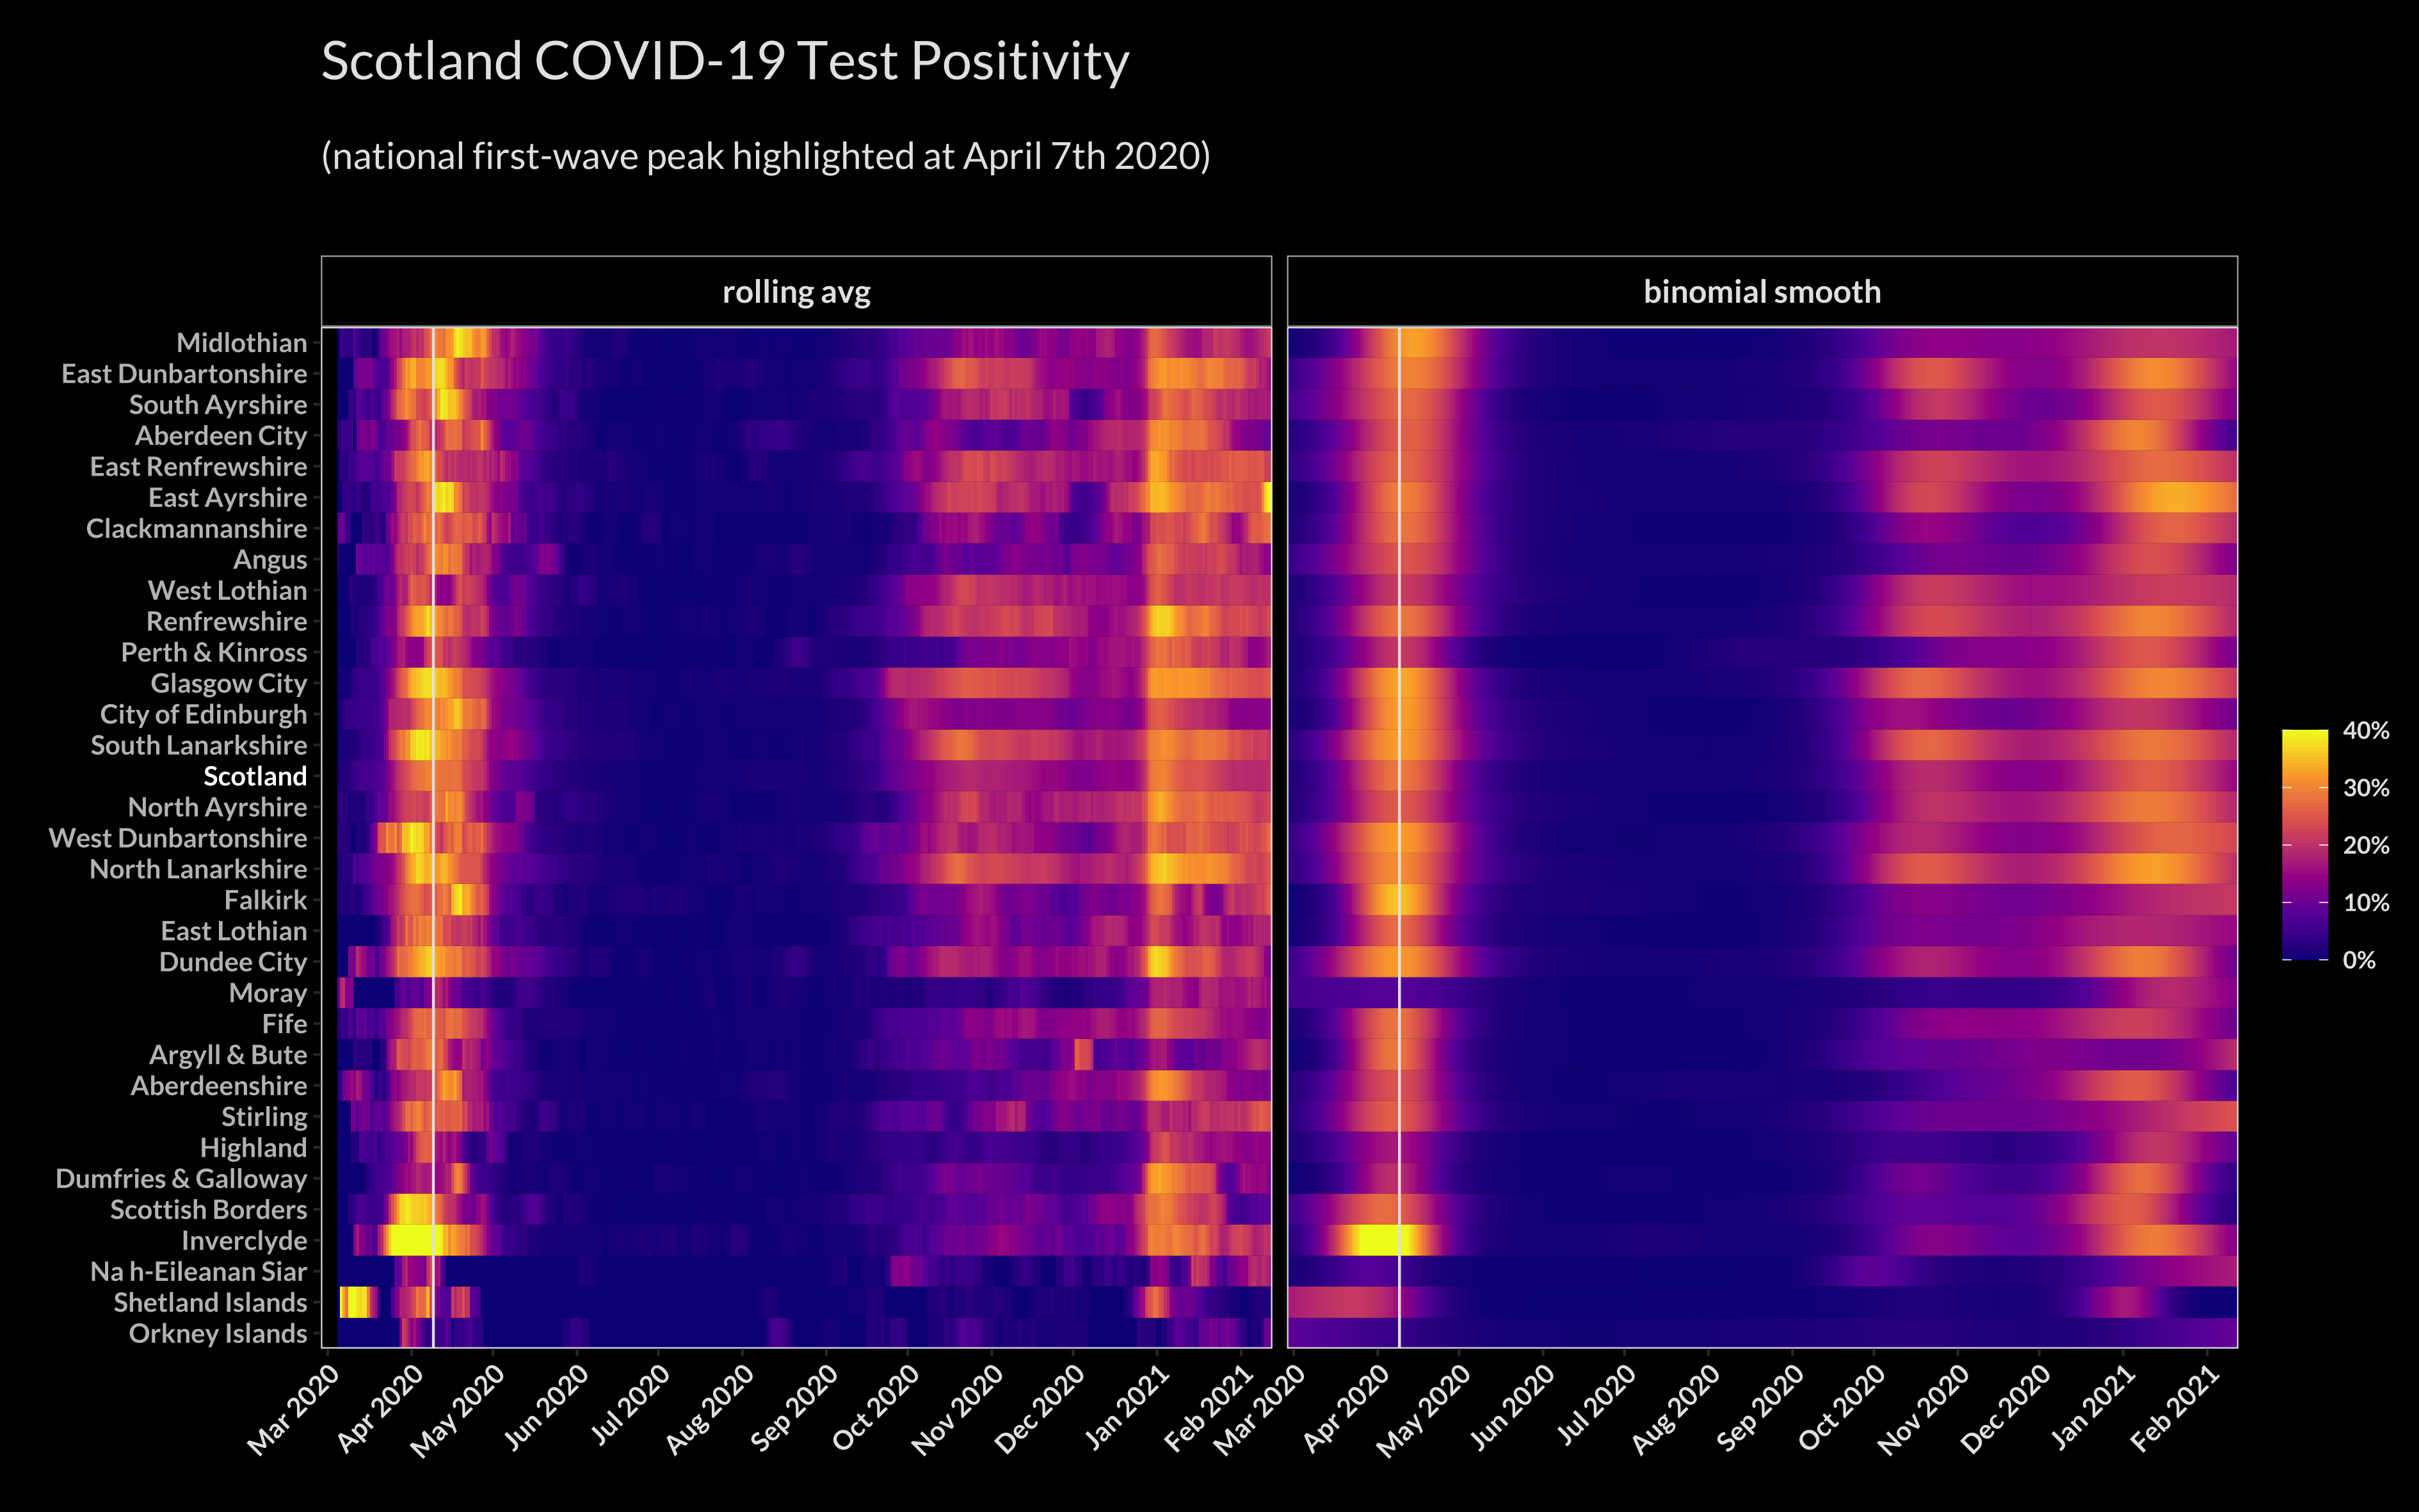 Scotland COVID-19 Test Positivity
(national first-wave peak highlighted at April 7th 2020)
rolling avg
binomial smooth
Midlothian
East Dunbartonshire
South Ayrshire
Aberdeen City
East Renfrewshire
East Ayrshire
Clackmannanshire
Angus
West Lothian
Renfrewshire
Perth & Kinross
Glasgow City
City of Edinburgh
South Lanarkshire
Scotland
North Ayrshire
West Dunbartonshire
North Lanarkshire
Falkirk
East Lothian
Dundee City
Moray
Fife
Argyll & Bute
Aberdeenshire
Stirling
Highland
Dumfries & Galloway
Scottish Borders
Inverclyde
Na h-Eileanan Siar
Shetland Islands
Orkney Islands
Mar 2020
Apr 2020
May 2020
Jun 2020
Jul 2020
Aug 2020
Sep 2020
Oct 2020
Nov 2020
Dec 2020
Jan 2021
Feb 2021
Mar 2020
Apr 2020
May 2020
Jun 2020
Jul 2020
Aug 2020
Sep 2020
Oct 2020
Nov 2020
Dec 2020
Jan 2021
Feb 2021
40%
30%
20%
10%
0%